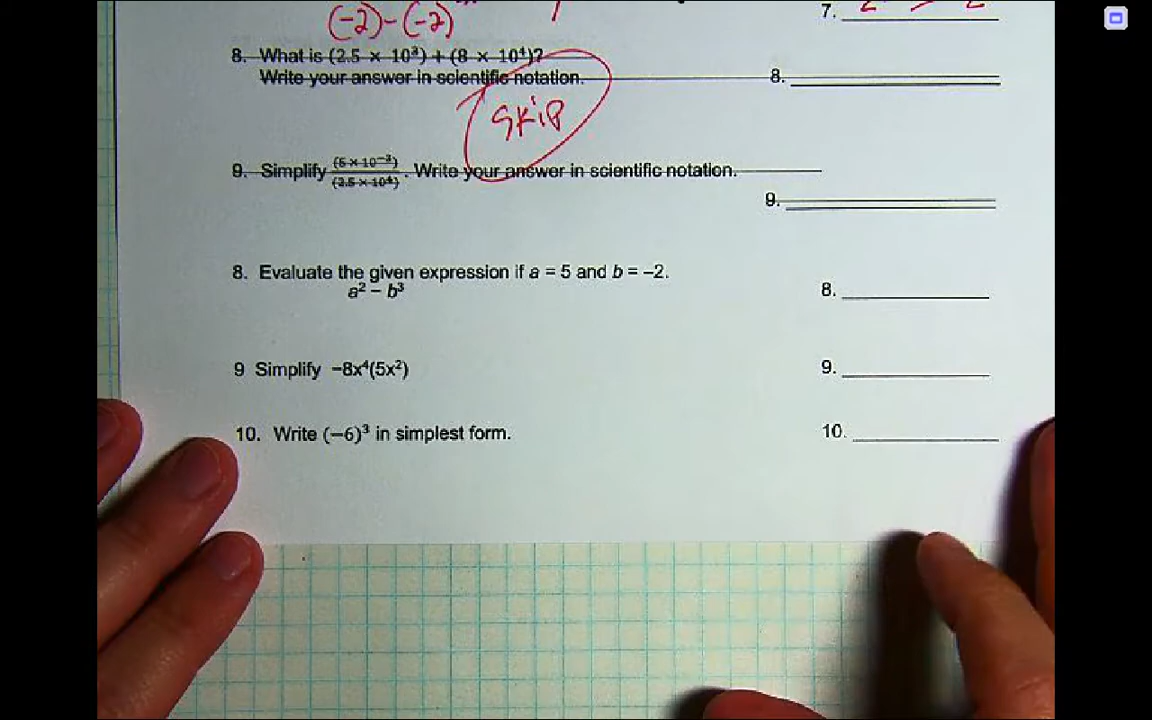 (-2)-(-2)
7.
8. What is (2.5 × 10³) + (8 × 10⁴)?
Write your answer in scientific notation.
8.
SKIP
9. Simplify (5 × 10⁻³)/(2.5 × 10⁴). Write your answer in scientific notation.
9.
8. Evaluate the given expression if a = 5 and b = −2.
a² − b³
8.
9 Simplify −8x⁴(5x²)
9.
10. Write (−6)³ in simplest form.
10.